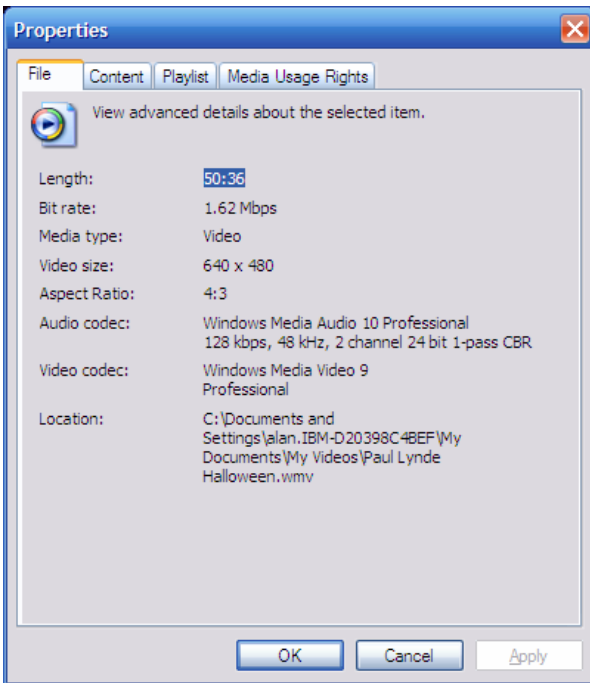 Properties
File Content Playlist Media Usage Rights
View advanced details about the selected item.
Length: 50:36
Bit rate: 1.62 Mbps
Media type: Video
Video size: 640 x 480
Aspect Ratio: 4:3
Audio codec: Windows Media Audio 10 Professional
128 kbps, 48 kHz, 2 channel 24 bit 1-pass CBR
Video codec: Windows Media Video 9
Professional
Location: C:\Documents and
Settings\alan.IBM-D20398C4BEF\My
Documents\My Videos\Paul Lynde
Halloween.wmv
OK Cancel Apply